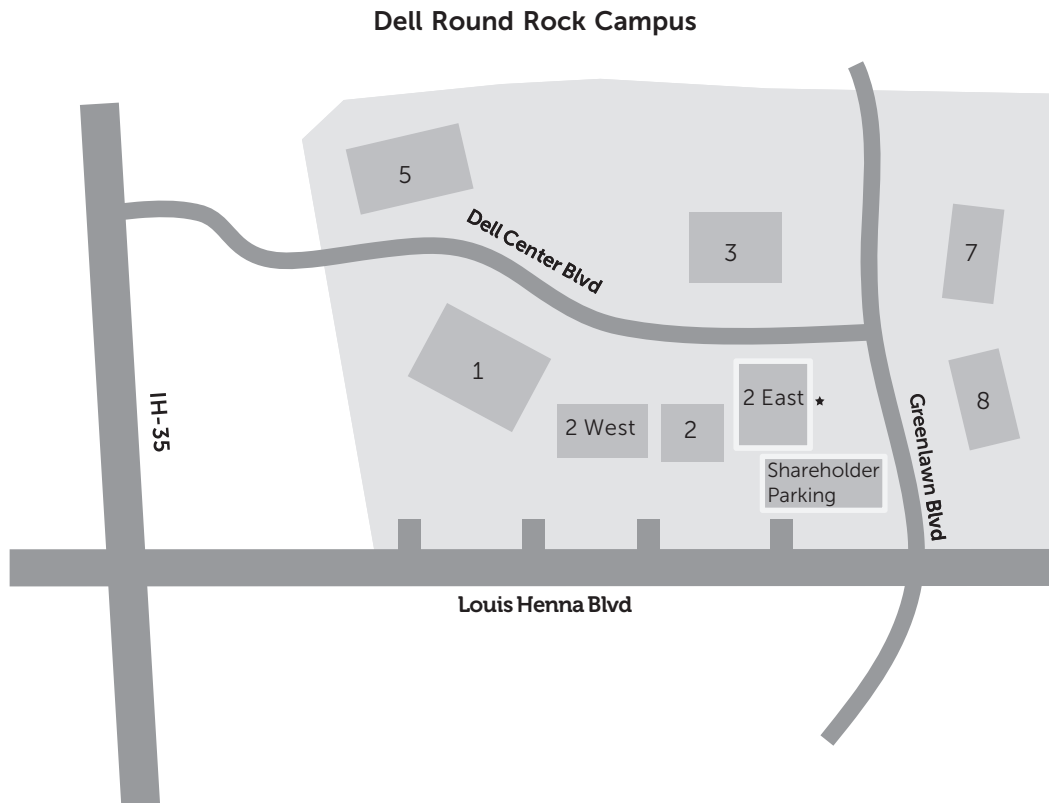 Dell Round Rock Campus
5
Dell Center Blvd
3
7
1
IH-35
2 East
8
2 West
2
Greenlawn Blvd
Shareholder
Parking
Louis Henna Blvd